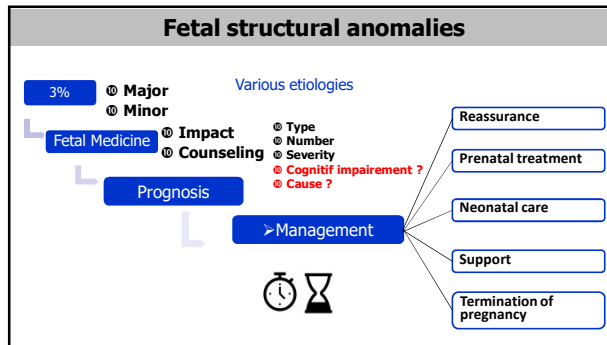 Fetal structural anomalies
3%
❿ Major
❿ Minor
Various etiologies
Fetal Medicine
❿ Impact
❿ Counseling
❿ Type
❿ Number
❿ Severity
❿ Cognitif impairement ?
❿ Cause ?
Prognosis
➢Management
Reassurance
Prenatal treatment
Neonatal care
Support
Termination of
pregnancy